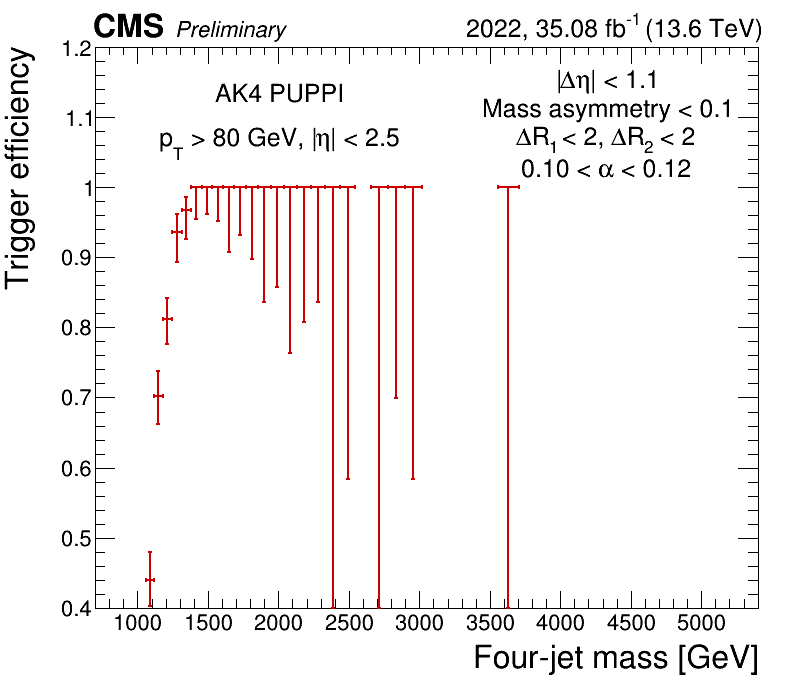 CMS Preliminary 2022, 35.08 fb⁻¹ (13.6 TeV)
Trigger efficiency
AK4 PUPPI
p_T > 80 GeV, |η| < 2.5
|Δη| < 1.1
Mass asymmetry < 0.1
ΔR₁ < 2, ΔR₂ < 2
0.10 < α < 0.12
1.2
1.1
1
0.9
0.8
0.7
0.6
0.5
0.4
1000 1500 2000 2500 3000 3500 4000 4500 5000
Four-jet mass [GeV]